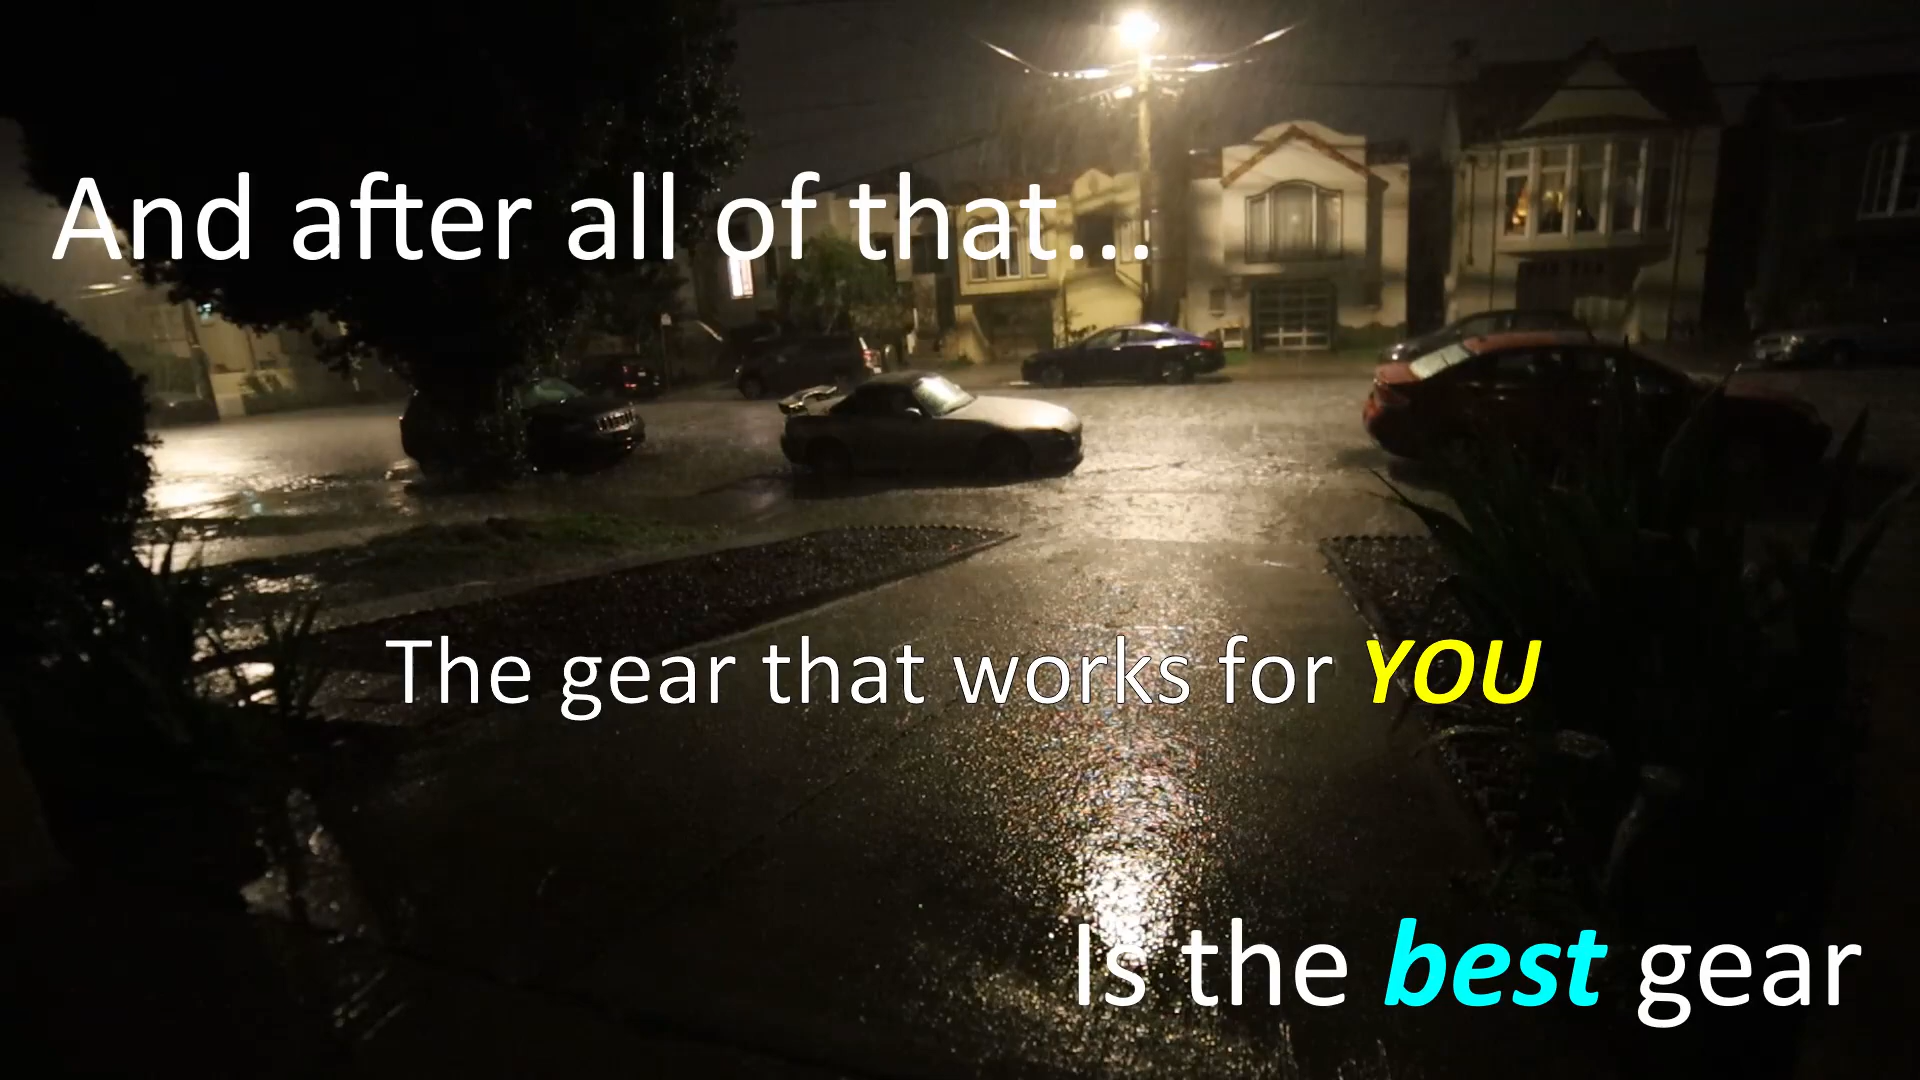 And after all of that...
The gear that works for YOU
Is the best gear